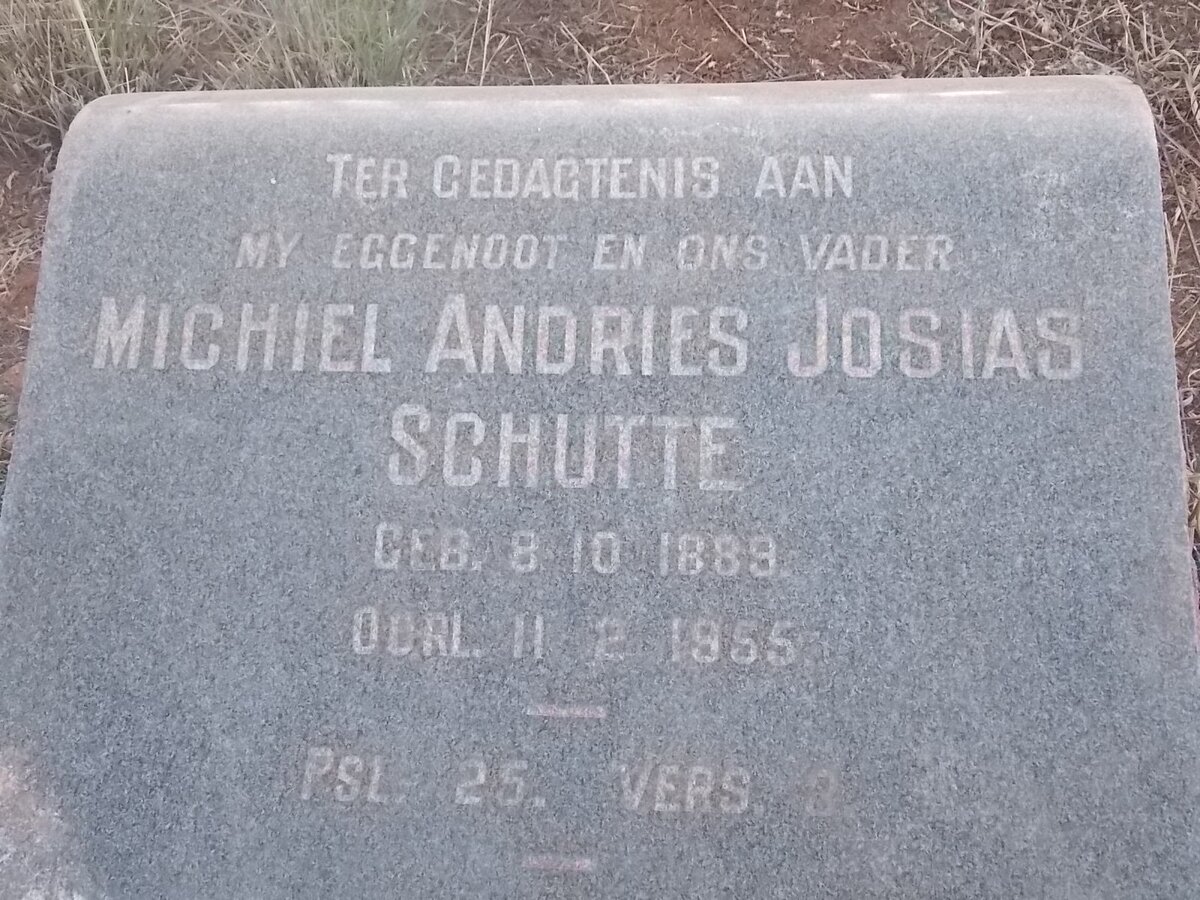 TER GEDAGTENIS AAN
MY EGGENOOT EN ONS VADER
MICHIEL ANDRIES JOSIAS
SCHUTTE
GEB. 8 10 1889.
OORL. 11 2 1955.
PSL. 25. VERS